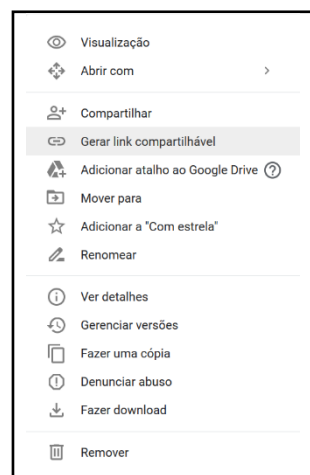 Visualização
Abrir com
Compartilhar
Gerar link compartilhável
Adicionar atalho ao Google Drive ?
Mover para
Adicionar a "Com estrela"
Renomear
Ver detalhes
Gerenciar versões
Fazer uma cópia
Denunciar abuso
Fazer download
Remover